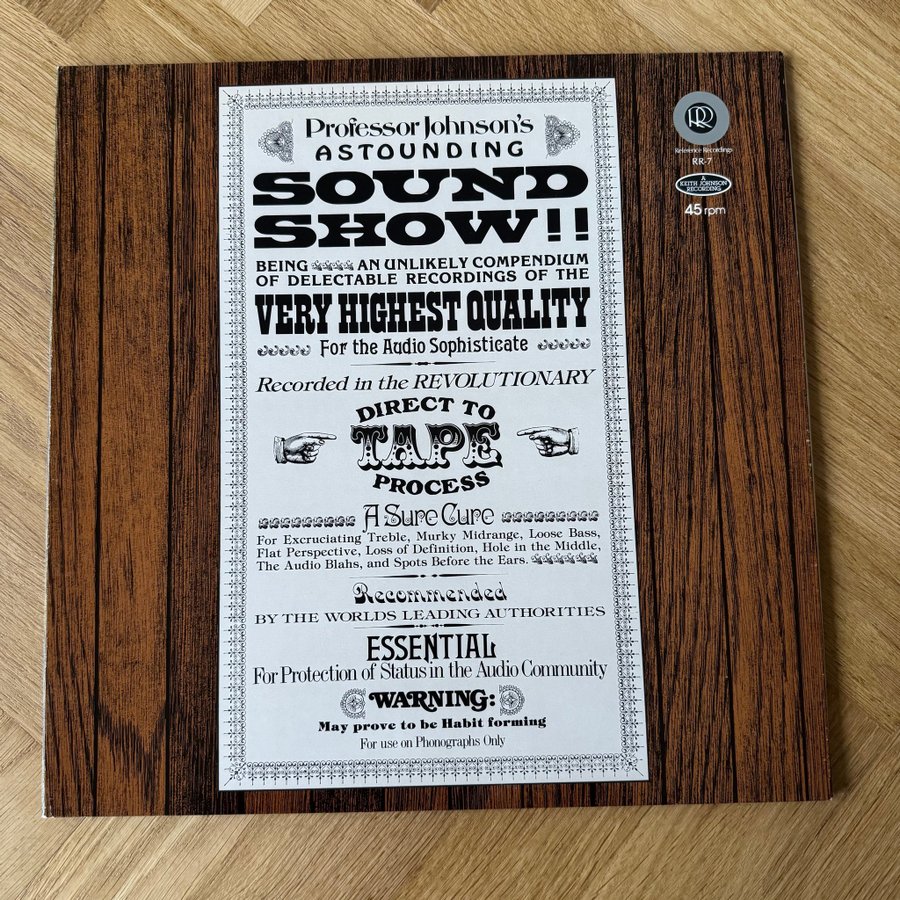 Professor Johnson's
ASTOUNDING
SOUND
SHOW!!
BEING AN UNLIKELY COMPENDIUM
OF DELECTABLE RECORDINGS OF THE
VERY HIGHEST QUALITY
For the Audio Sophisticate
Recorded in the REVOLUTIONARY
DIRECT TO
TAPE
PROCESS
A Sure Cure
For Excruciating Treble, Murky Midrange, Loose Bass,
Flat Perspective, Loss of Definition, Hole in the Middle,
The Audio Blahs, and Spots Before the Ears.
Recommended
BY THE WORLDS LEADING AUTHORITIES
ESSENTIAL
For Protection of Status in the Audio Community
WARNING:
May prove to be Habit forming
For use on Phonographs Only
RR
Reference Recordings
RR-7
A
KEITH JOHNSON
RECORDING
45 rpm